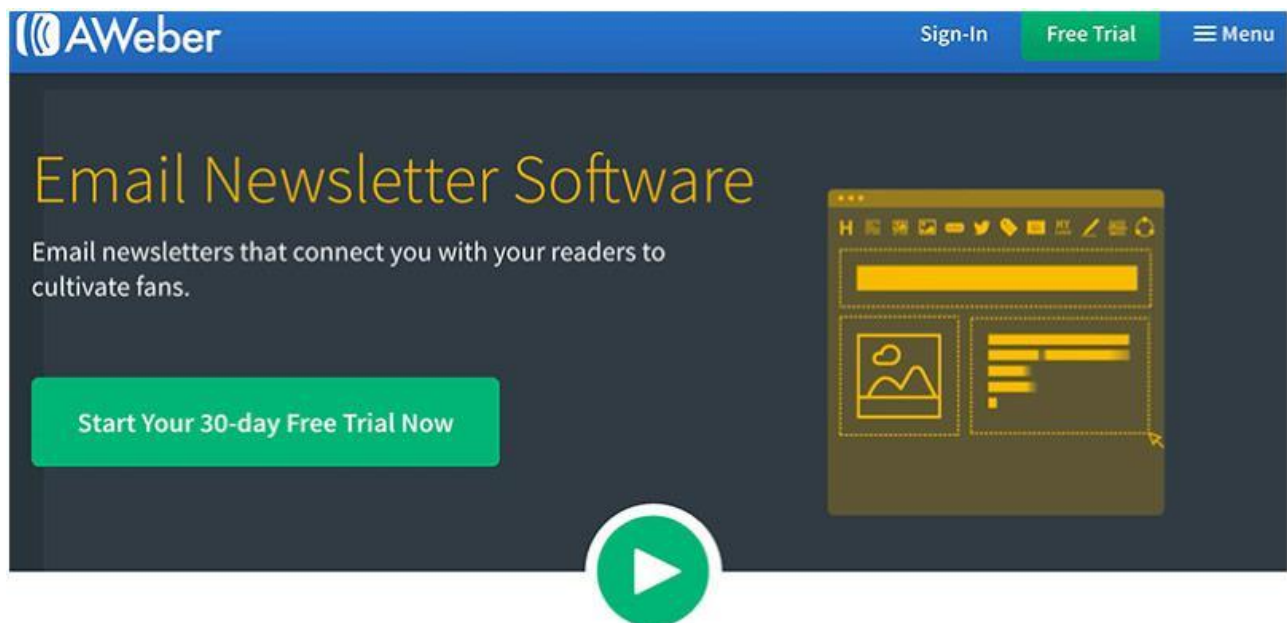 AWeber
Sign-In
Free Trial
Menu
Email Newsletter Software
Email newsletters that connect you with your readers to
cultivate fans.
H
Start Your 30-day Free Trial Now